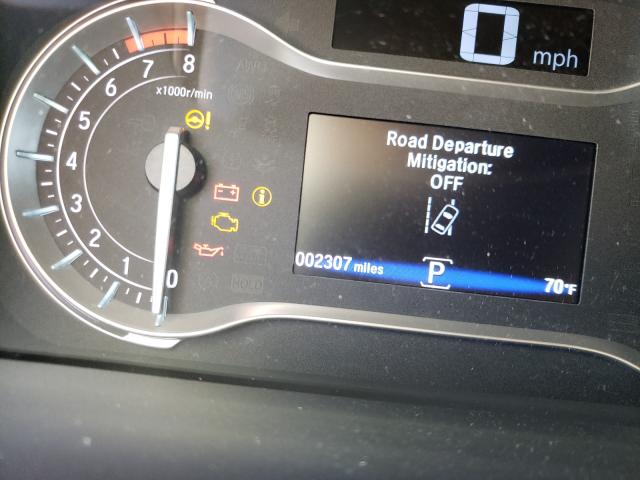 0 mph
8
7
6
5
4
3
2
1
0
x1000r/min
Road Departure
Mitigation:
OFF
002307 miles
P
70°F
HOLD